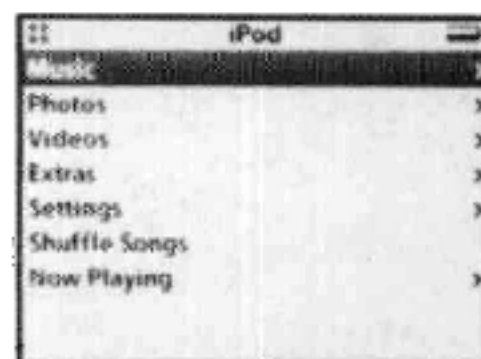 iPod
Music
Photos
Videos
Extras
Settings
Shuffle Songs
Now Playing